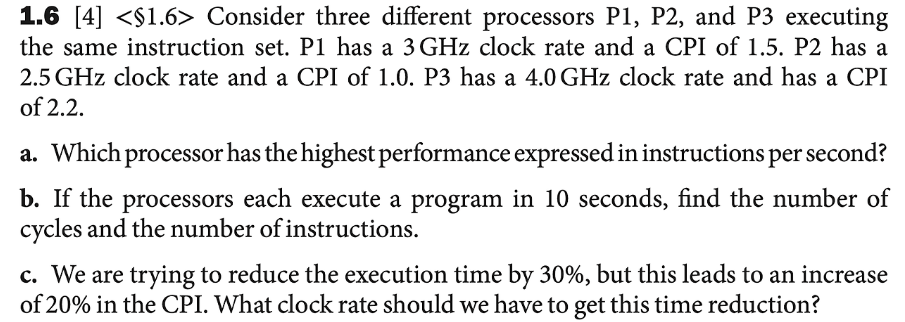 1.6 [4] <§1.6> Consider three different processors P1, P2, and P3 executing
the same instruction set. P1 has a 3 GHz clock rate and a CPI of 1.5. P2 has a
2.5 GHz clock rate and a CPI of 1.0. P3 has a 4.0 GHz clock rate and has a CPI
of 2.2.
a. Which processor has the highest performance expressed in instructions per second?
b. If the processors each execute a program in 10 seconds, find the number of
cycles and the number of instructions.
c. We are trying to reduce the execution time by 30%, but this leads to an increase
of 20% in the CPI. What clock rate should we have to get this time reduction?